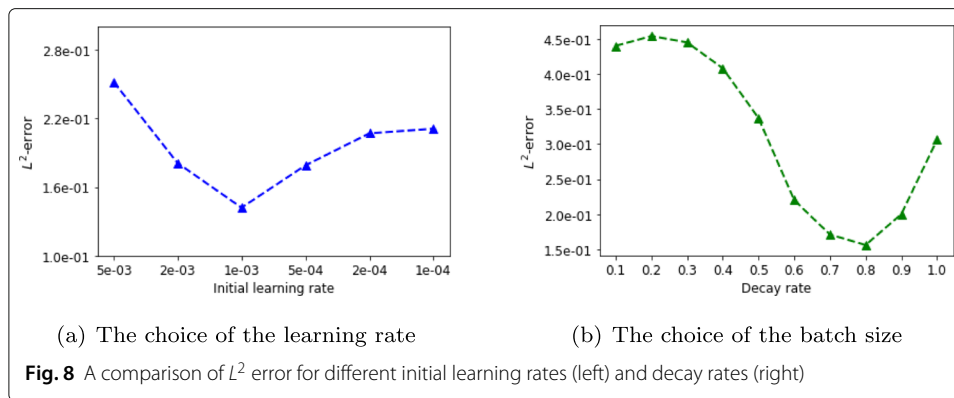 2.8e-01
2.2e-01
1.6e-01
1.0e-01
L²-error
5e-03 2e-03 1e-03 5e-04 2e-04 1e-04
Initial learning rate
4.5e-01
4.0e-01
3.5e-01
3.0e-01
2.5e-01
2.0e-01
1.5e-01
L²-error
0.1 0.2 0.3 0.4 0.5 0.6 0.7 0.8 0.9 1.0
Decay rate
(a) The choice of the learning rate
(b) The choice of the batch size
Fig. 8 A comparison of L² error for different initial learning rates (left) and decay rates (right)